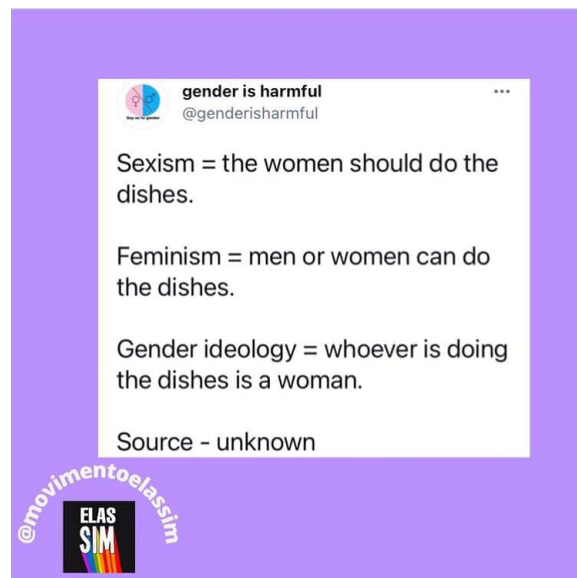 gender is harmful
@genderisharmful
Sexism = the women should do the
dishes.
Feminism = men or women can do
the dishes.
Gender ideology = whoever is doing
the dishes is a woman.
Source - unknown
@movimentoelassim
ELAS
SIM